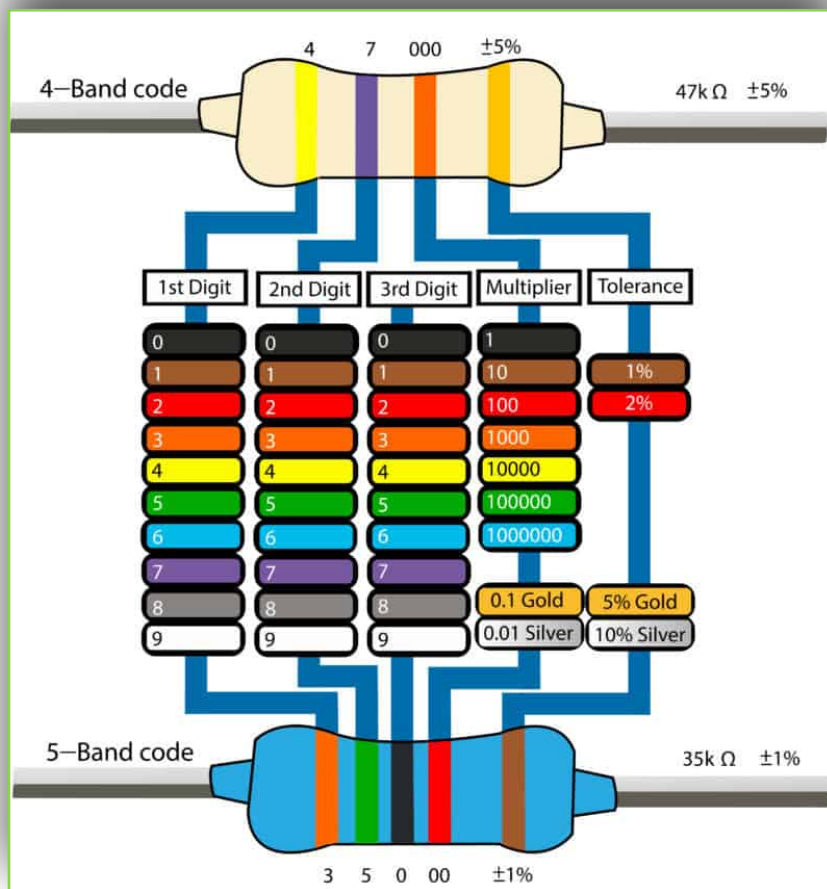 4 7 000 ±5%
4–Band code
47k Ω ±5%
1st Digit 2nd Digit 3rd Digit Multiplier Tolerance
0 0 0 1
1 1 1 10 1%
2 2 2 100 2%
3 3 3 1000
4 4 4 10000
5 5 5 100000
6 6 6 1000000
7 7 7
8 8 8 0.1 Gold 5% Gold
9 9 9 0.01 Silver 10% Silver
5–Band code
35k Ω ±1%
3 5 0 00 ±1%